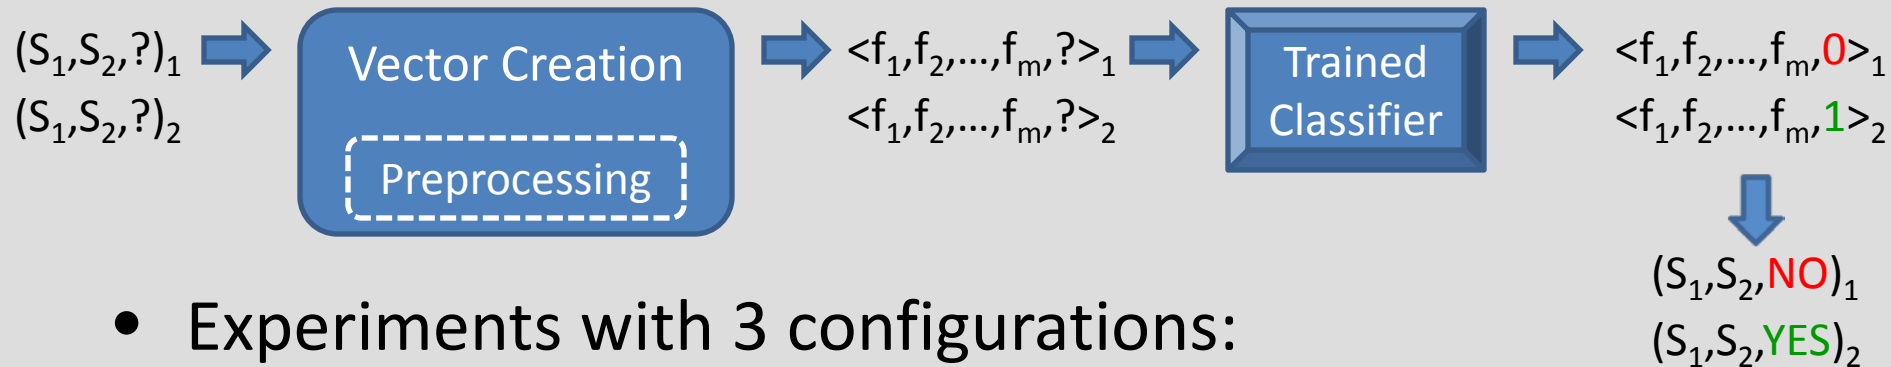 (S₁,S₂,?)₁
(S₁,S₂,?)₂
Vector Creation
Preprocessing
<f₁,f₂,…,fₘ,?>₁
<f₁,f₂,…,fₘ,?>₂
Trained
Classifier
<f₁,f₂,…,fₘ,0>₁
<f₁,f₂,…,fₘ,1>₂
(S₁,S₂,NO)₁
(S₁,S₂,YES)₂
• Experiments with 3 configurations: